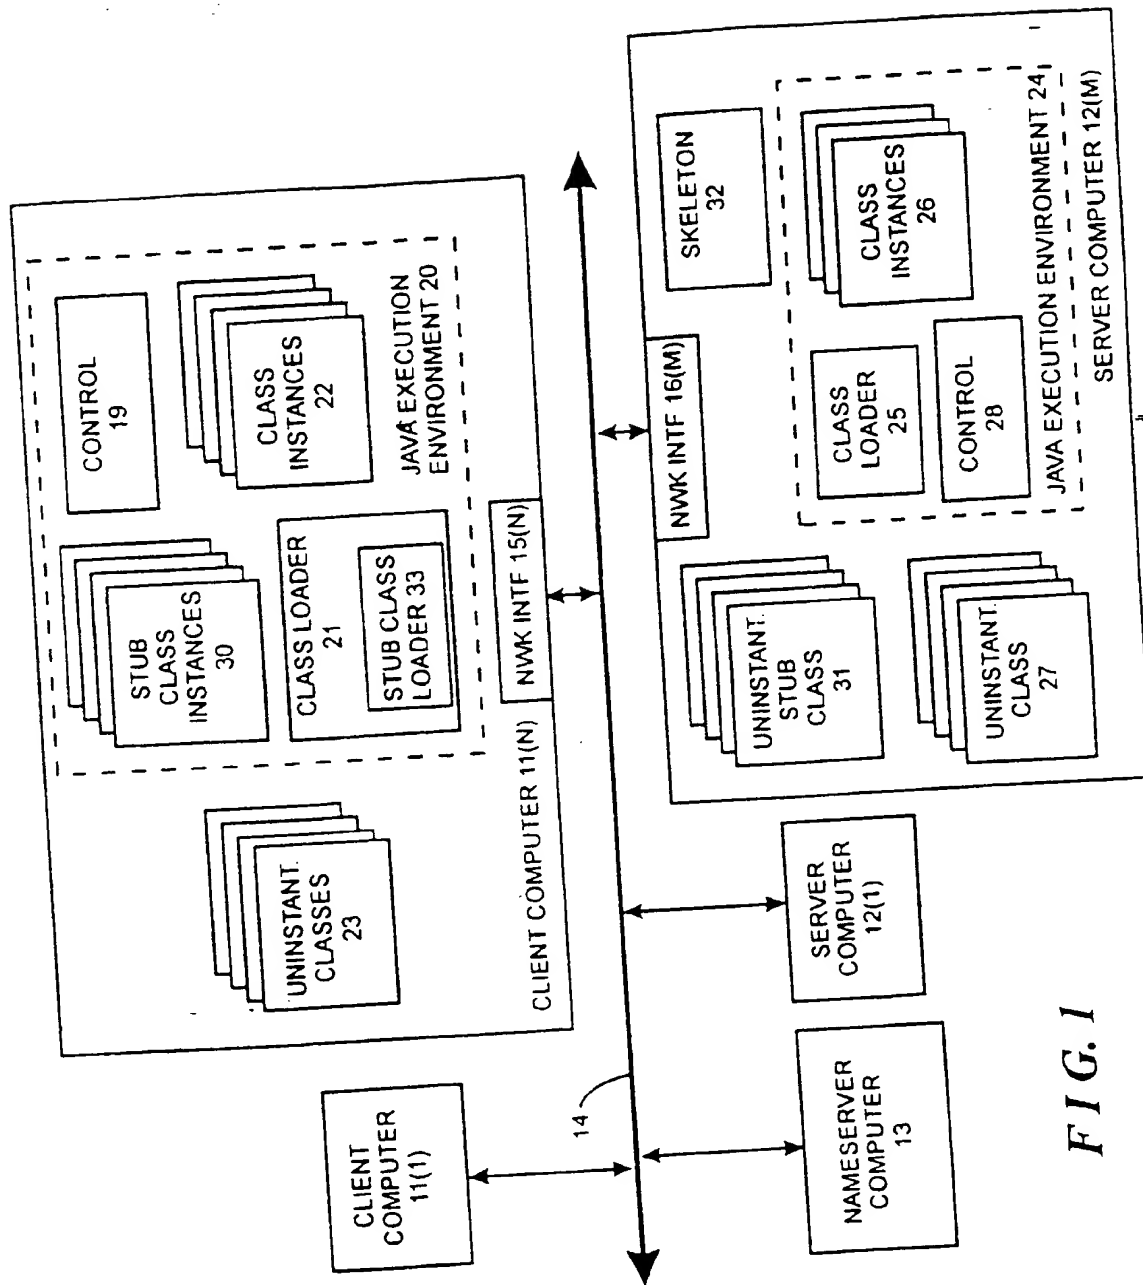 CLIENT
COMPUTER
11(1)
UNINSTANT.
CLASSES
23
STUB
CLASS
INSTANCES
30
CONTROL
19
CLASS LOADER
21
STUB CLASS
LOADER 33
CLASS
INSTANCES
22
JAVA EXECUTION
ENVIRONMENT 20
CLIENT COMPUTER 11(N)
NWK INTF 15(N)
14
NAMESERVER
COMPUTER
13
SERVER
COMPUTER
12(1)
NWK INTF 16(M)
SKELETON
32
UNINSTANT.
STUB
CLASS
31
UNINSTANT.
CLASS
27
CLASS
LOADER
25
CLASS
INSTANCES
26
CONTROL
28
JAVA EXECUTION ENVIRONMENT 24
SERVER COMPUTER 12(M)
FIG. 1